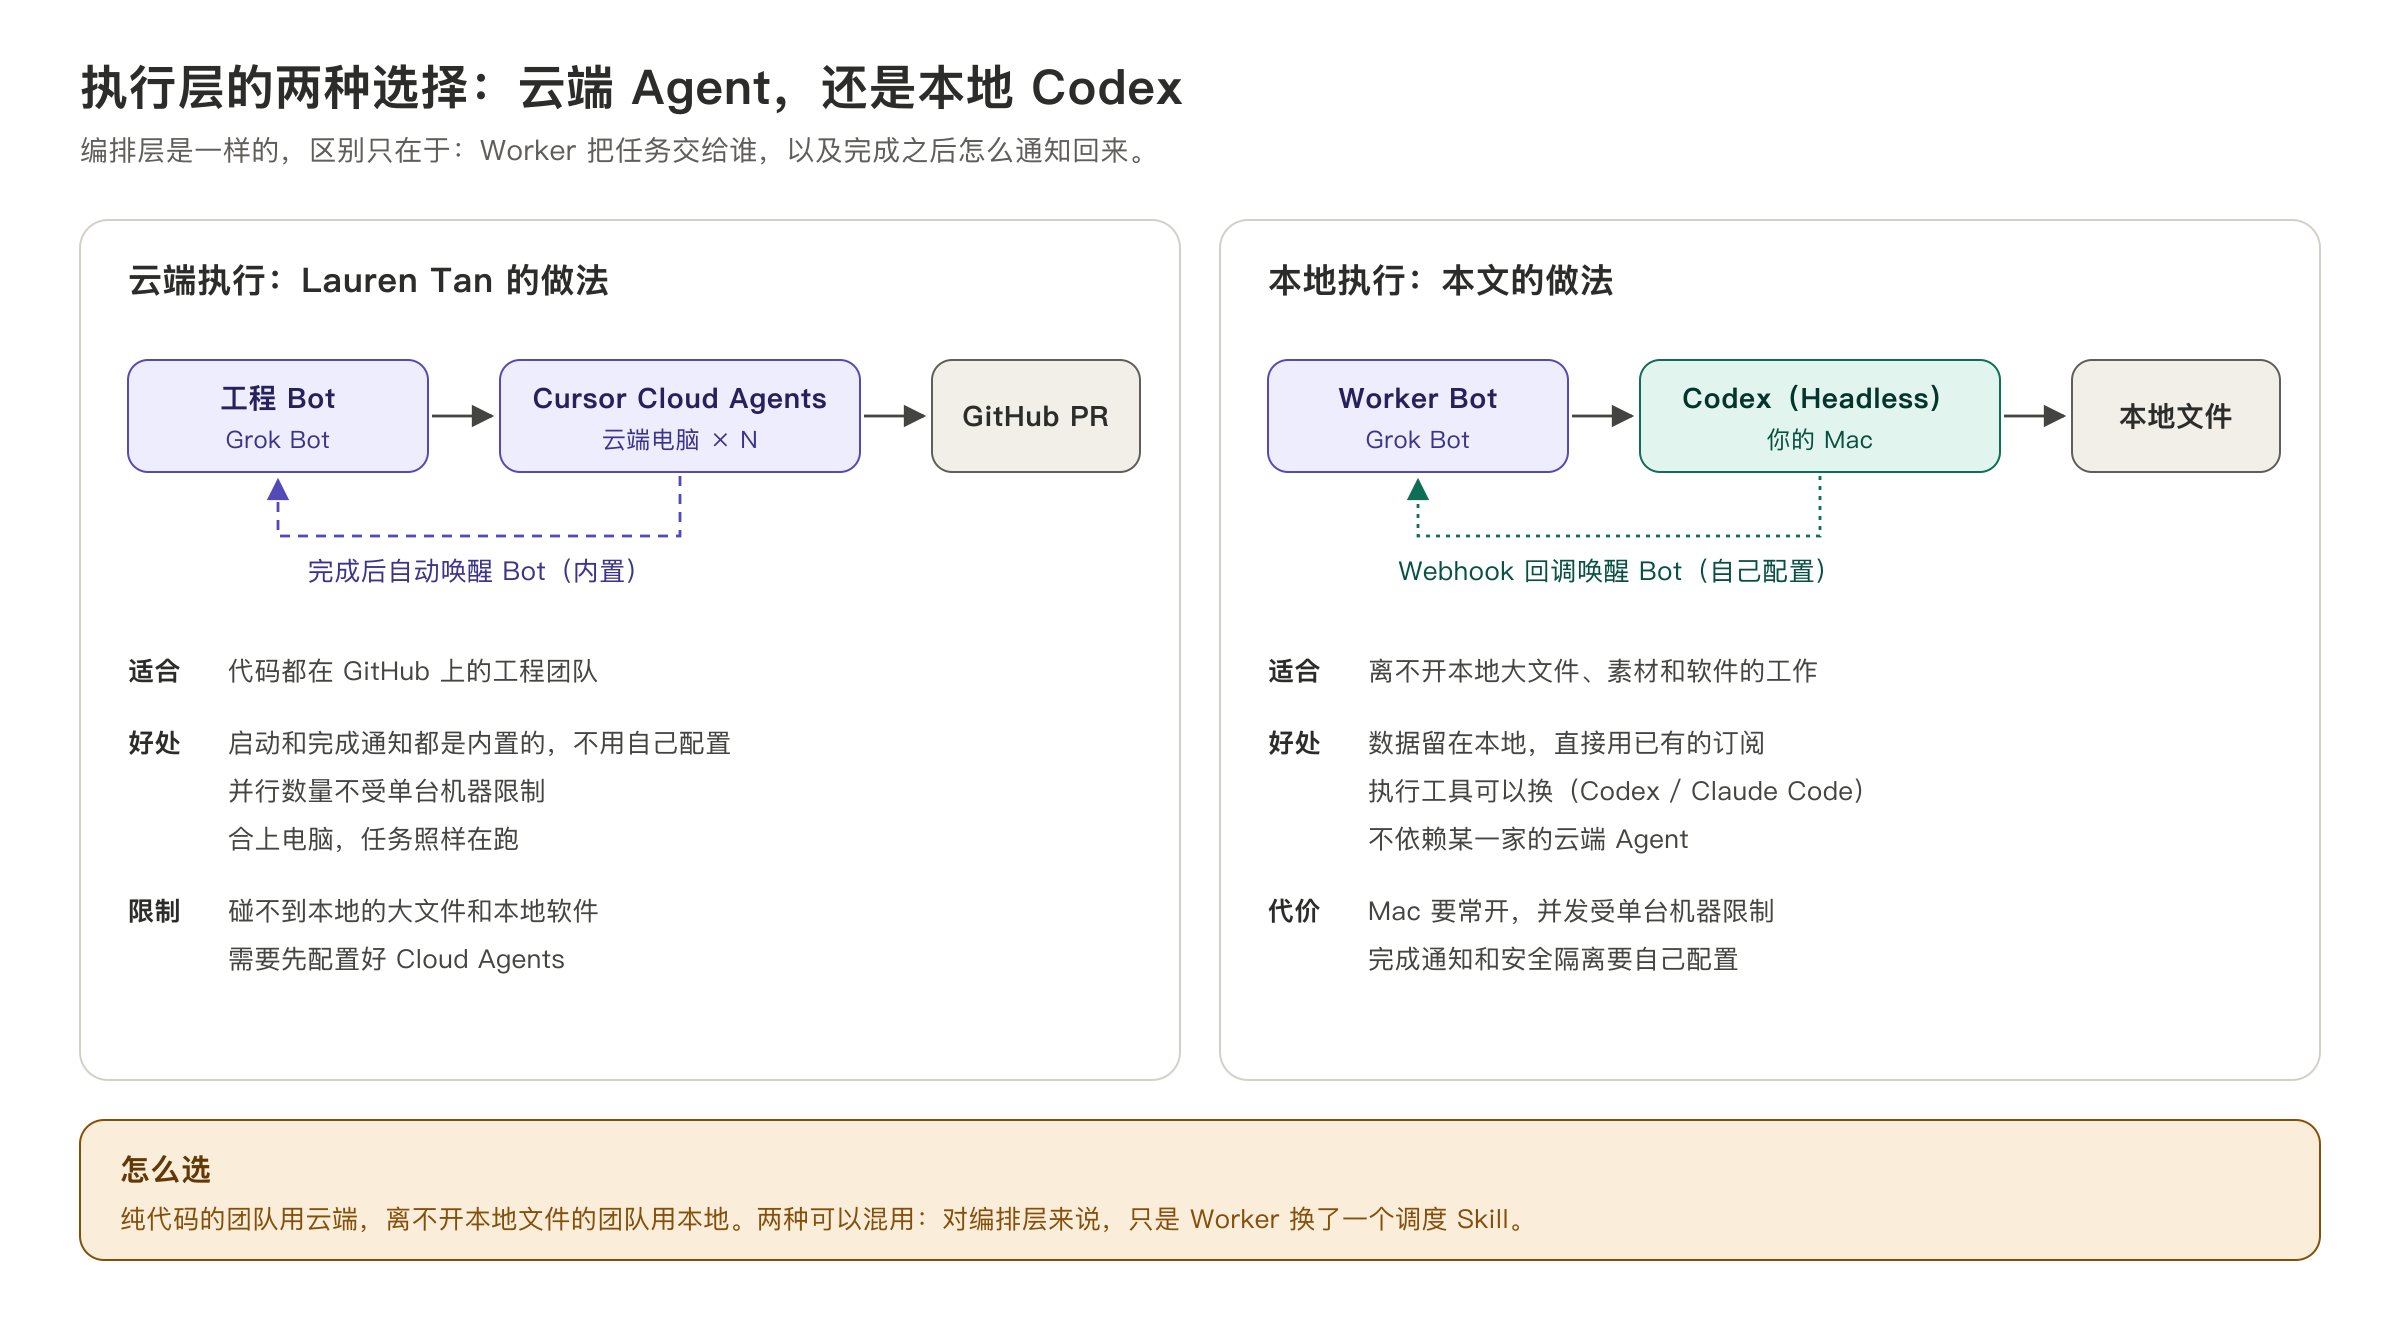 执行层的两种选择：云端 Agent，还是本地 Codex
编排层是一样的，区别只在于：Worker 把任务交给谁，以及完成之后怎么通知回来。
云端执行：Lauren Tan 的做法
工程 Bot
Grok Bot
Cursor Cloud Agents
云端电脑 × N
GitHub PR
完成后自动唤醒 Bot（内置）
适合 代码都在 GitHub 上的工程团队
好处 启动和完成通知都是内置的，不用自己配置
并行数量不受单台机器限制
合上电脑，任务照样在跑
限制 碰不到本地的大文件和本地软件
需要先配置好 Cloud Agents
本地执行：本文的做法
Worker Bot
Grok Bot
Codex（Headless）
你的 Mac
本地文件
Webhook 回调唤醒 Bot（自己配置）
适合 离不开本地大文件、素材和软件的工作
好处 数据留在本地，直接用已有的订阅
执行工具可以换（Codex / Claude Code）
不依赖某一家的云端 Agent
代价 Mac 要常开，并发受单台机器限制
完成通知和安全隔离要自己配置
怎么选
纯代码的团队用云端，离不开本地文件的团队用本地。两种可以混用：对编排层来说，只是 Worker 换了一个调度 Skill。